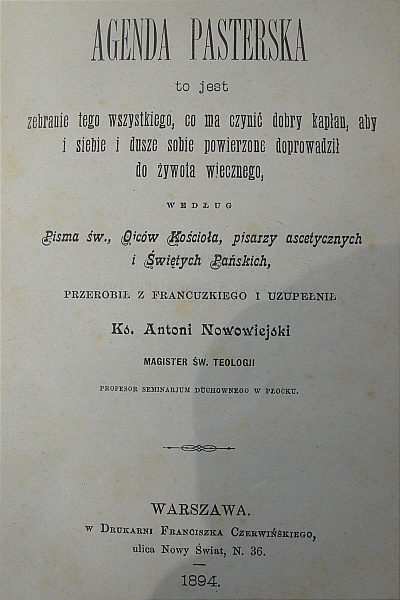 AGENDA PASTERSKA
to jest
zebranie tego wszystkiego, co ma czynić dobry kapłan, aby
i siebie i dusze sobie powierzone doprowadził
do żywota wiecznego,
WEDŁUG
Pisma św., Ojców Kościoła, pisarzy ascetycznych
i Świętych Pańskich,
PRZEROBIŁ Z FRANCUZKIEGO I UZUPEŁNIŁ
Ks. Antoni Nowowiejski
MAGISTER ŚW. TEOLOGJI
PROFESOR SEMINARJUM DUCHOWNEGO W PŁOCKU.
WARSZAWA.
W DRUKARNI FRANCISZKA CZERWIŃSKIEGO,
ulica Nowy Świat, N. 36.
1894.